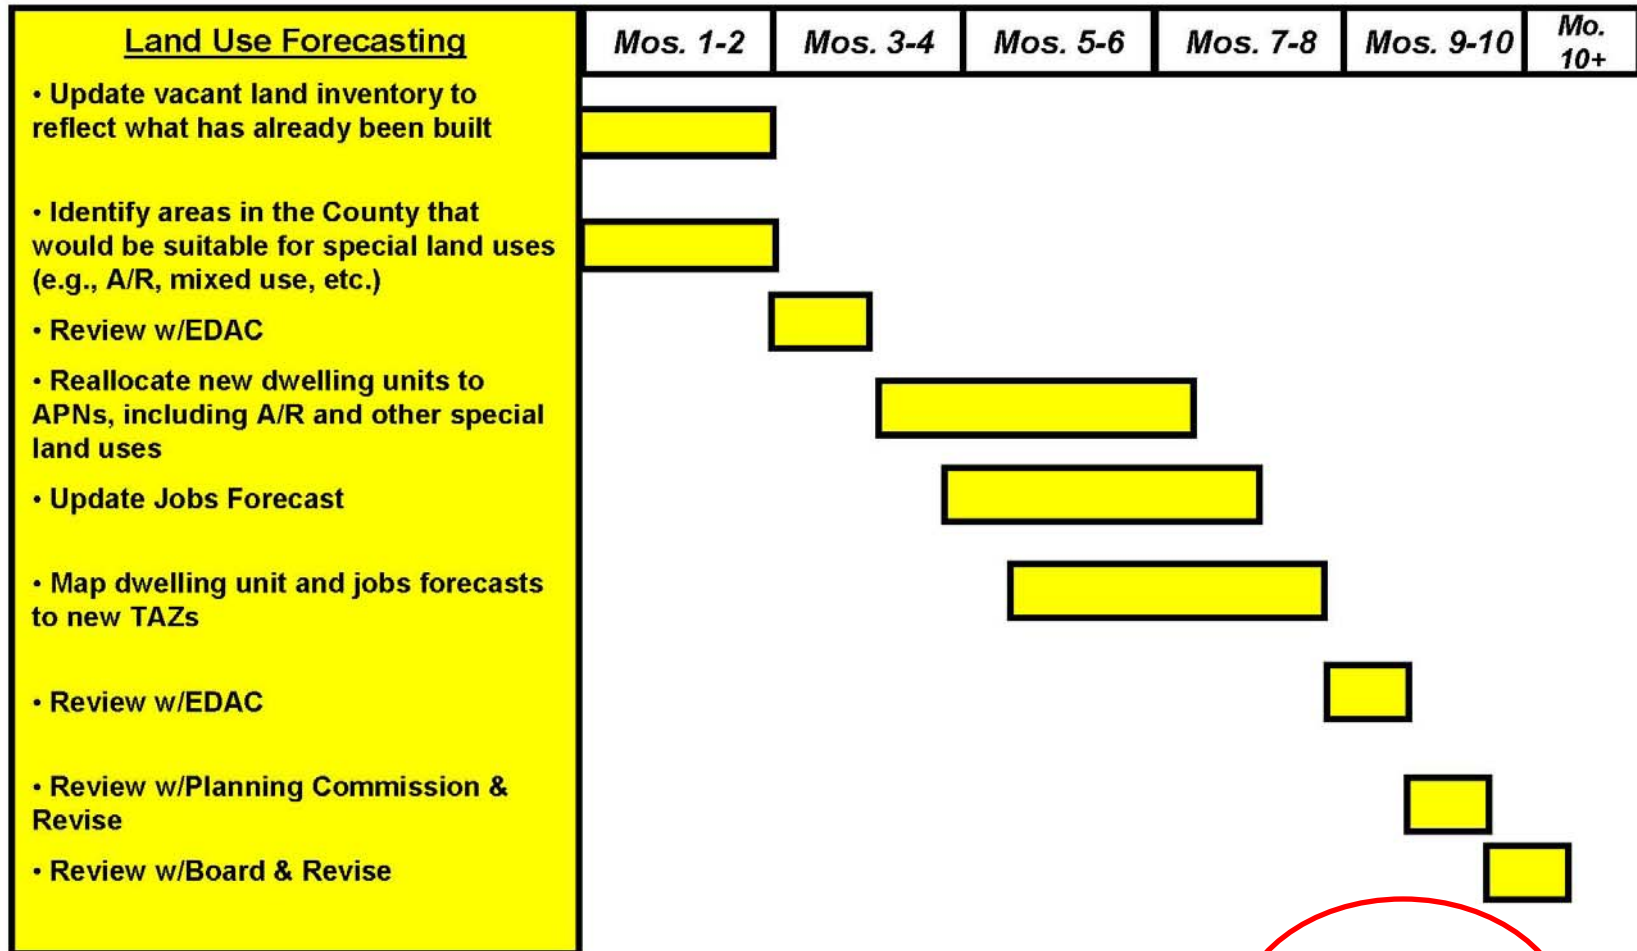 Land Use Forecasting
Mos. 1-2
Mos. 3-4
Mos. 5-6
Mos. 7-8
Mos. 9-10
Mo.
10+
• Update vacant land inventory to
reflect what has already been built
• Identify areas in the County that
would be suitable for special land uses
(e.g., A/R, mixed use, etc.)
• Review w/EDAC
• Reallocate new dwelling units to
APNs, including A/R and other special
land uses
• Update Jobs Forecast
• Map dwelling unit and jobs forecasts
to new TAZs
• Review w/EDAC
• Review w/Planning Commission &
Revise
• Review w/Board & Revise